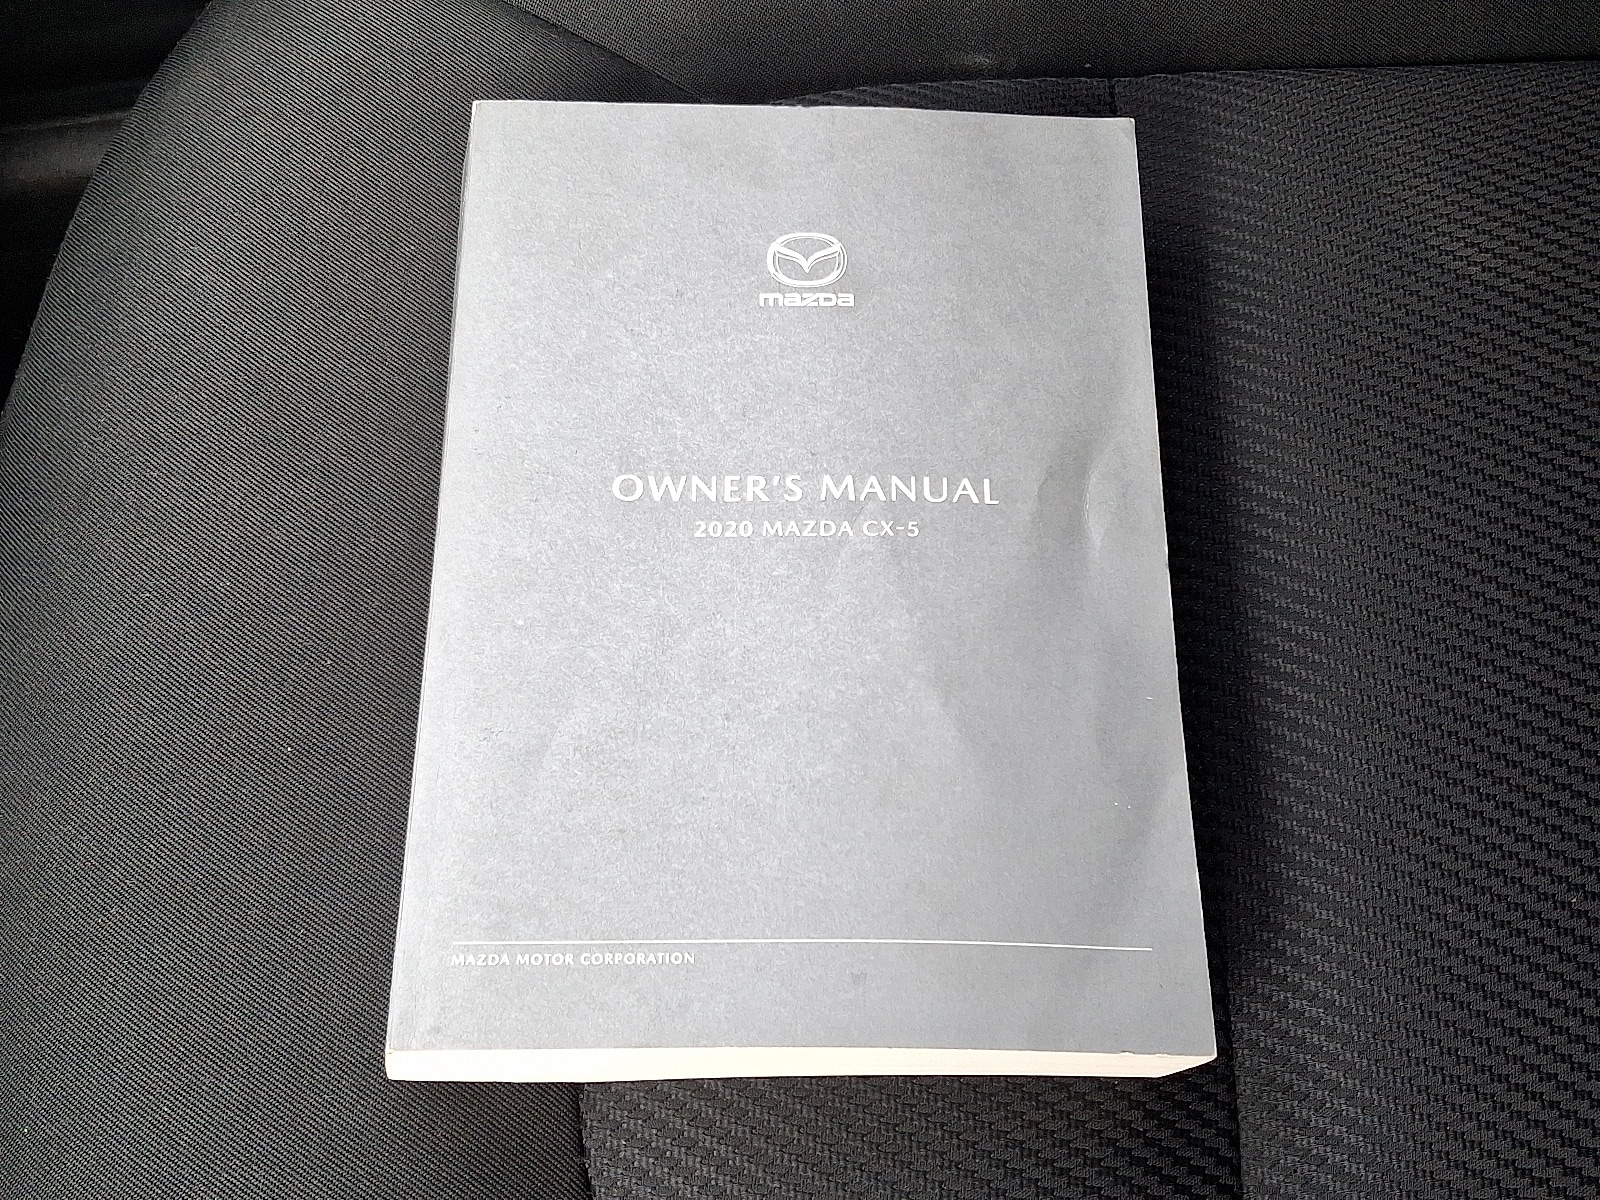 mazda
OWNER'S MANUAL
2020 MAZDA CX-5
MAZDA MOTOR CORPORATION